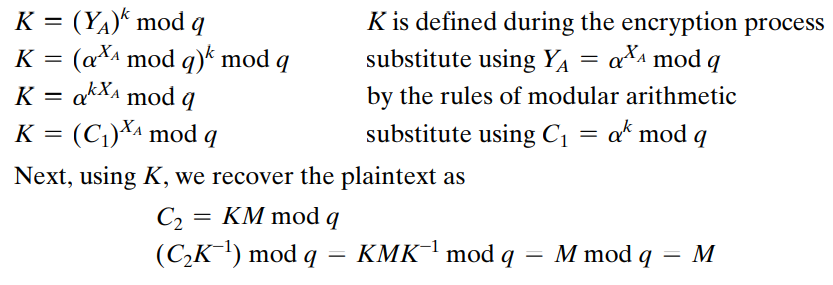 K = (Y_A)^k mod q K is defined during the encryption process
K = (α^{X_A} mod q)^k mod q substitute using Y_A = α^{X_A} mod q
K = α^{kX_A} mod q by the rules of modular arithmetic
K = (C_1)^{X_A} mod q substitute using C_1 = α^k mod q
Next, using K, we recover the plaintext as
C_2 = KM mod q
(C_2K^{-1}) mod q = KMK^{-1} mod q = M mod q = M